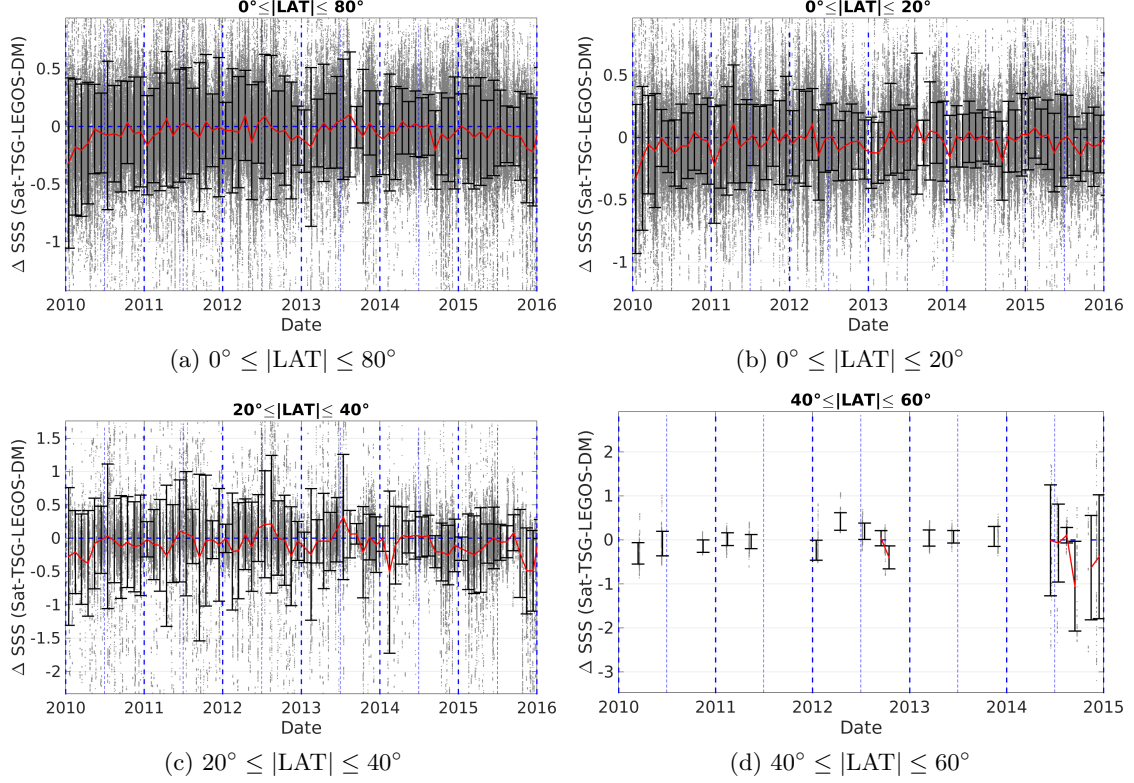 0°≤|LAT|≤ 80°
Δ SSS (Sat-TSG-LEGOS-DM)
0.5
0
-0.5
-1
2010 2011 2012 2013 2014 2015 2016
Date
(a) 0° ≤ |LAT| ≤ 80°
0°≤|LAT|≤ 20°
Δ SSS (Sat-TSG-LEGOS-DM)
0.5
0
-0.5
-1
2010 2011 2012 2013 2014 2015 2016
Date
(b) 0° ≤ |LAT| ≤ 20°
20°≤|LAT|≤ 40°
Δ SSS (Sat-TSG-LEGOS-DM)
1.5
1
0.5
0
-0.5
-1
-1.5
-2
2010 2011 2012 2013 2014 2015 2016
Date
(c) 20° ≤ |LAT| ≤ 40°
40°≤|LAT|≤ 60°
Δ SSS (Sat-TSG-LEGOS-DM)
2
1
0
-1
-2
-3
2010 2011 2012 2013 2014 2015
Date
(d) 40° ≤ |LAT| ≤ 60°